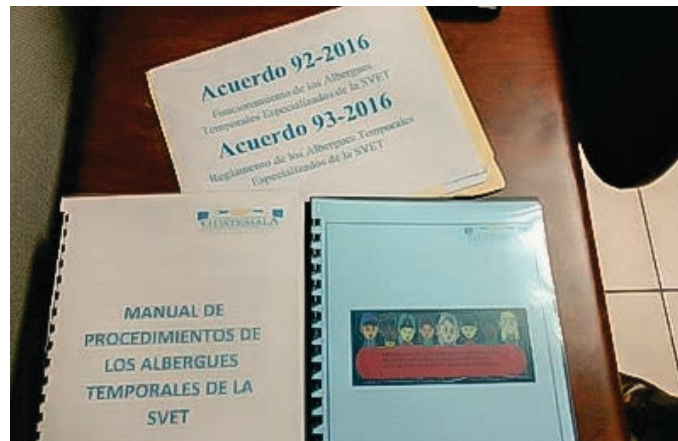 Acuerdo 92-2016
Funcionamiento de los Albergues
Temporales Especializados de la SVET
Acuerdo 93-2016
Reglamento de los Albergues Temporales
Especializados de la SVET
GUATEMALA
MANUAL DE
PROCEDIMIENTOS DE
LOS ALBERGUES
TEMPORALES DE LA
SVET